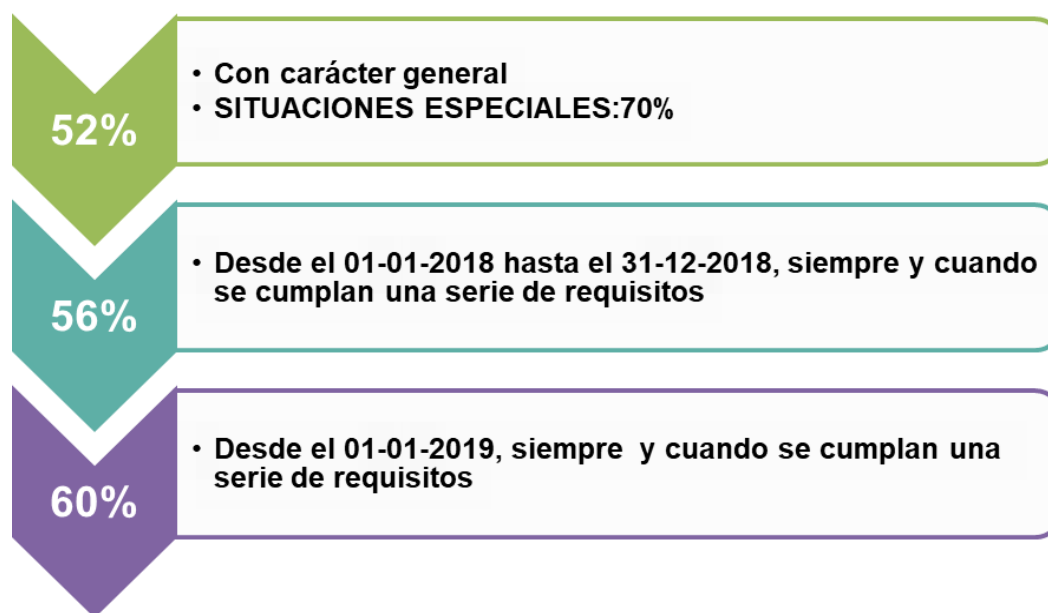 52%
• Con carácter general
• SITUACIONES ESPECIALES:70%
56%
• Desde el 01-01-2018 hasta el 31-12-2018, siempre y cuando
se cumplan una serie de requisitos
60%
• Desde el 01-01-2019, siempre y cuando se cumplan una
serie de requisitos